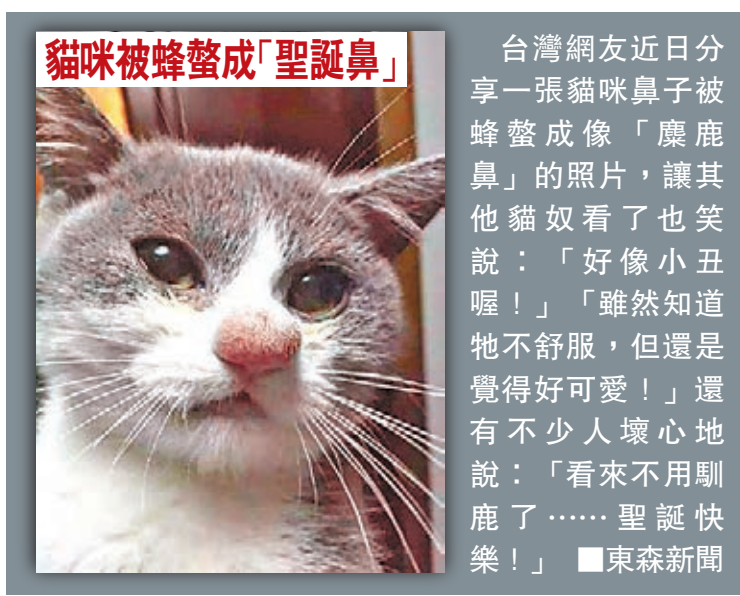 貓咪被蜂螫成「聖誕鼻」
台灣網友近日分
享一張貓咪鼻子被
蜂螫成像「麋鹿
鼻」的照片，讓其
他貓奴看了也笑
說：「好像小丑
喔！」「雖然知道
牠不舒服，但還是
覺得好可愛！」還
有不少人壞心地
說：「看來不用馴
鹿了……聖誕快
樂！」 ■東森新聞